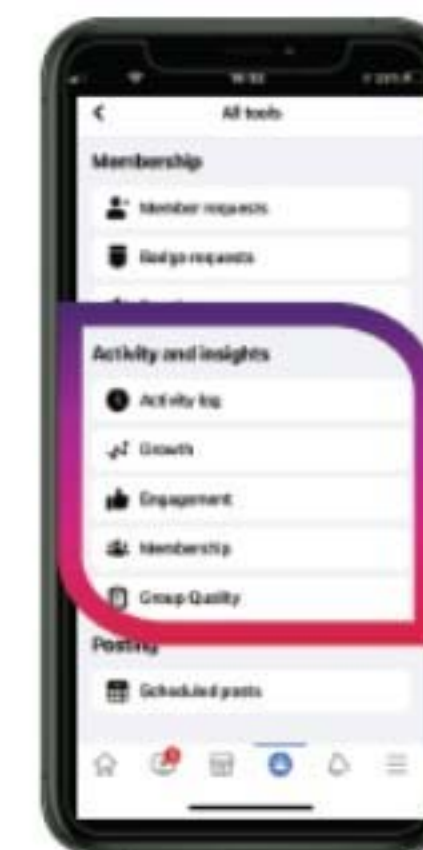 All tools
Membership
Member requests
Badge requests
Activity and insights
Activity log
Growth
Engagement
Membership
Group Quality
Posting
Scheduled posts